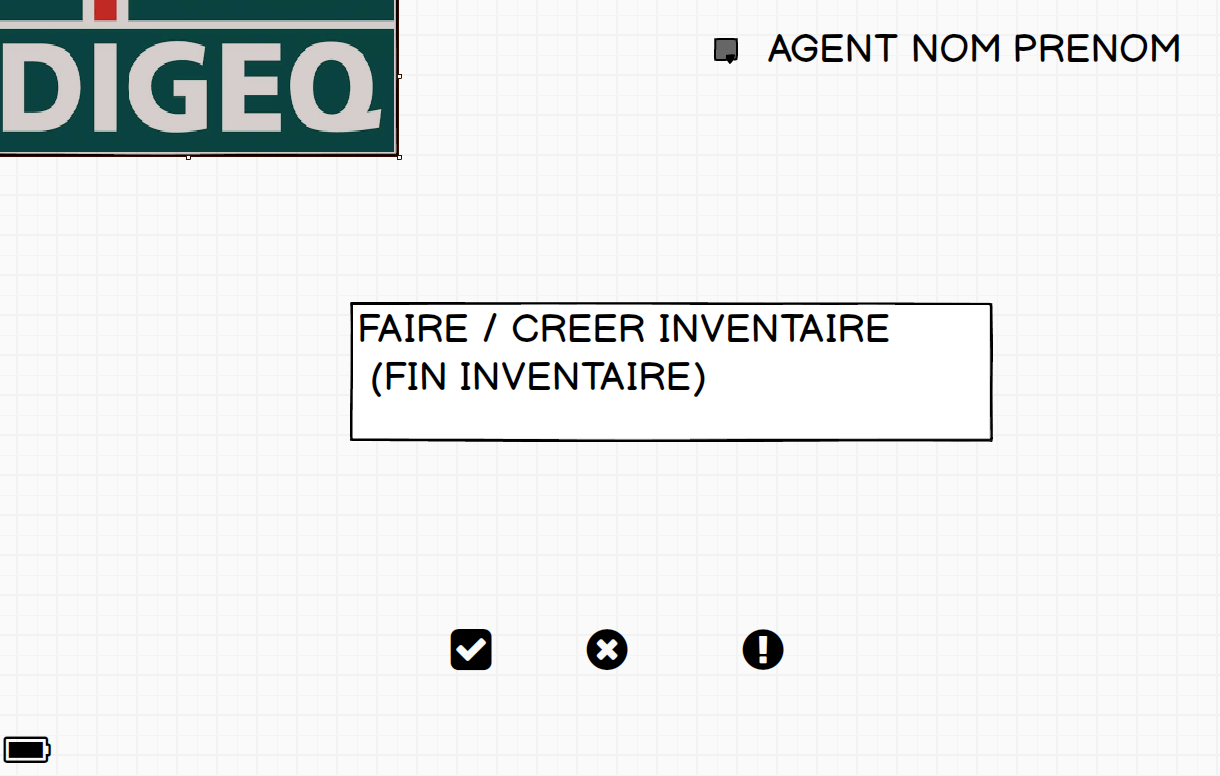 DIGEQ
AGENT NOM PRENOM
FAIRE / CREER INVENTAIRE
(FIN INVENTAIRE)